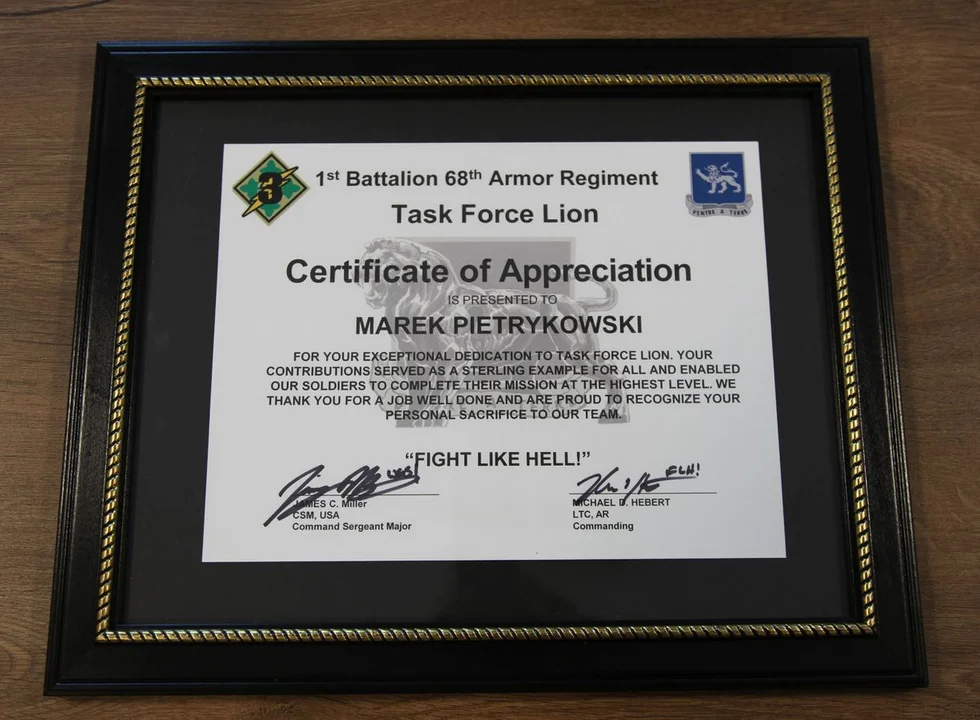 3
1st Battalion 68th Armor Regiment
VENTRE A TERRE
Task Force Lion
Certificate of Appreciation
IS PRESENTED TO
MAREK PIETRYKOWSKI
FOR YOUR EXCEPTIONAL DEDICATION TO TASK FORCE LION. YOUR
CONTRIBUTIONS SERVED AS A STERLING EXAMPLE FOR ALL AND ENABLED
OUR SOLDIERS TO COMPLETE THEIR MISSION AT THE HIGHEST LEVEL. WE
THANK YOU FOR A JOB WELL DONE AND ARE PROUD TO RECOGNIZE YOUR
PERSONAL SACRIFICE TO OUR TEAM.
“FIGHT LIKE HELL!”
FLH!
JAMES C. Miller
CSM, USA
Command Sergeant Major
MICHAEL D. HEBERT
LTC, AR
Commanding